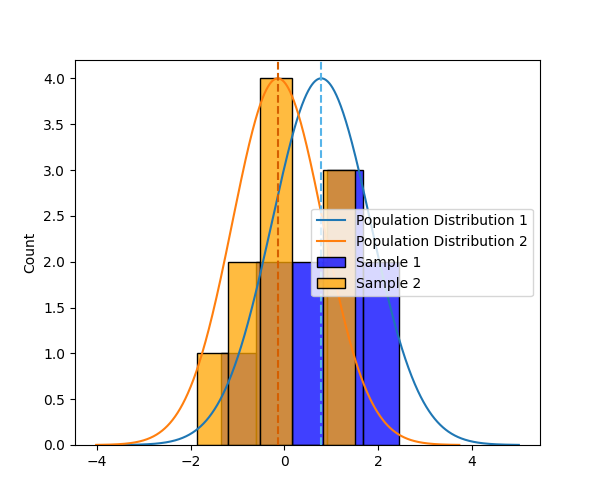 4.0
3.5
3.0
2.5
2.0
1.5
1.0
0.5
0.0
Count
Population Distribution 1
Population Distribution 2
Sample 1
Sample 2
−4 −2 0 2 4